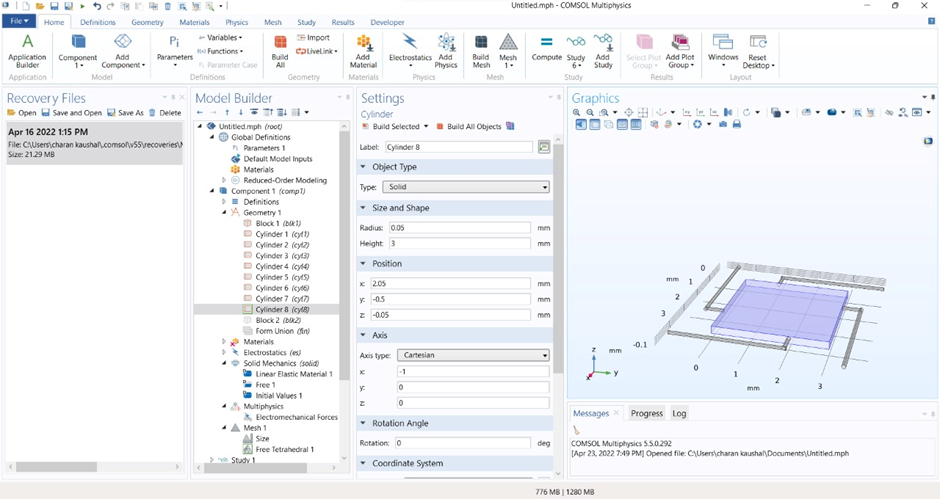 Untitled.mph - COMSOL Multiphysics
File Home Definitions Geometry Materials Physics Mesh Study Results Developer
Application Builder
Component 1
Add Component
Pi
Parameters
a= Variables
f(x) Functions
Parameter Case
Build All
Import
LiveLink
Add Material
Electrostatics
Add Physics
Build Mesh
Mesh 1
Compute
Study 6
Add Study
Select Plot Group
Add Plot Group
Windows
Reset Desktop
Application Model Definitions Geometry Materials Physics Mesh Study Results Layout
Recovery Files
Open Save and Open Save As Delete
Apr 16 2022 1:15 PM
File: C:\Users\charan kaushal\.comsol\v55\recoveries\
Size: 21.29 MB
Model Builder
Untitled.mph (root)
Global Definitions
Parameters 1
Default Model Inputs
Materials
Reduced-Order Modeling
Component 1 (comp1)
Definitions
Geometry 1
Block 1 (blk1)
Cylinder 1 (cyl1)
Cylinder 2 (cyl2)
Cylinder 3 (cyl3)
Cylinder 4 (cyl4)
Cylinder 5 (cyl5)
Cylinder 6 (cyl6)
Cylinder 7 (cyl7)
Cylinder 8 (cyl8)
Block 2 (blk2)
Form Union (fin)
Materials
Electrostatics (es)
Solid Mechanics (solid)
Linear Elastic Material 1
Free 1
Initial Values 1
Multiphysics
Electromechanical Forces
Mesh 1
Size
Free Tetrahedral 1
Study 1
Settings
Cylinder
Build Selected Build All Objects
Label: Cylinder 8
Object Type
Type: Solid
Size and Shape
Radius: 0.05 mm
Height: 3 mm
Position
x: 2.05 mm
y: -0.5 mm
z: -0.05 mm
Axis
Axis type: Cartesian
x: -1
y: 0
z: 0
Rotation Angle
Rotation: 0 deg
Coordinate System
Graphics
0
mm 1
2
3
-0.1
z mm
y
x
0
1
mm 2
3
Messages Progress Log
COMSOL Multiphysics 5.5.0.292
[Apr 23, 2022 7:49 PM] Opened file: C:\Users\charan kaushal\Documents\Untitled.mph
776 MB | 1280 MB